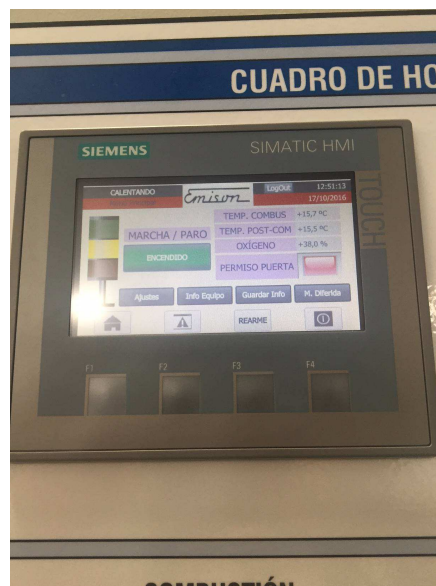 CUADRO DE HO
SIEMENS
SIMATIC HMI
TOUCH
CALENTANDO
Emison
LogOut
12:51:13
17/10/2016
TEMP. COMBUS +15,7 ºC
MARCHA / PARO
TEMP. POST-COM +15,5 ºC
ENCENDIDO
OXÍGENO +38,0 %
PERMISO PUERTA
Ajustes
Info Equipo
Guardar Info
M. Diferida
REARME
F1
F2
F3
F4
COMBUSTIÓN